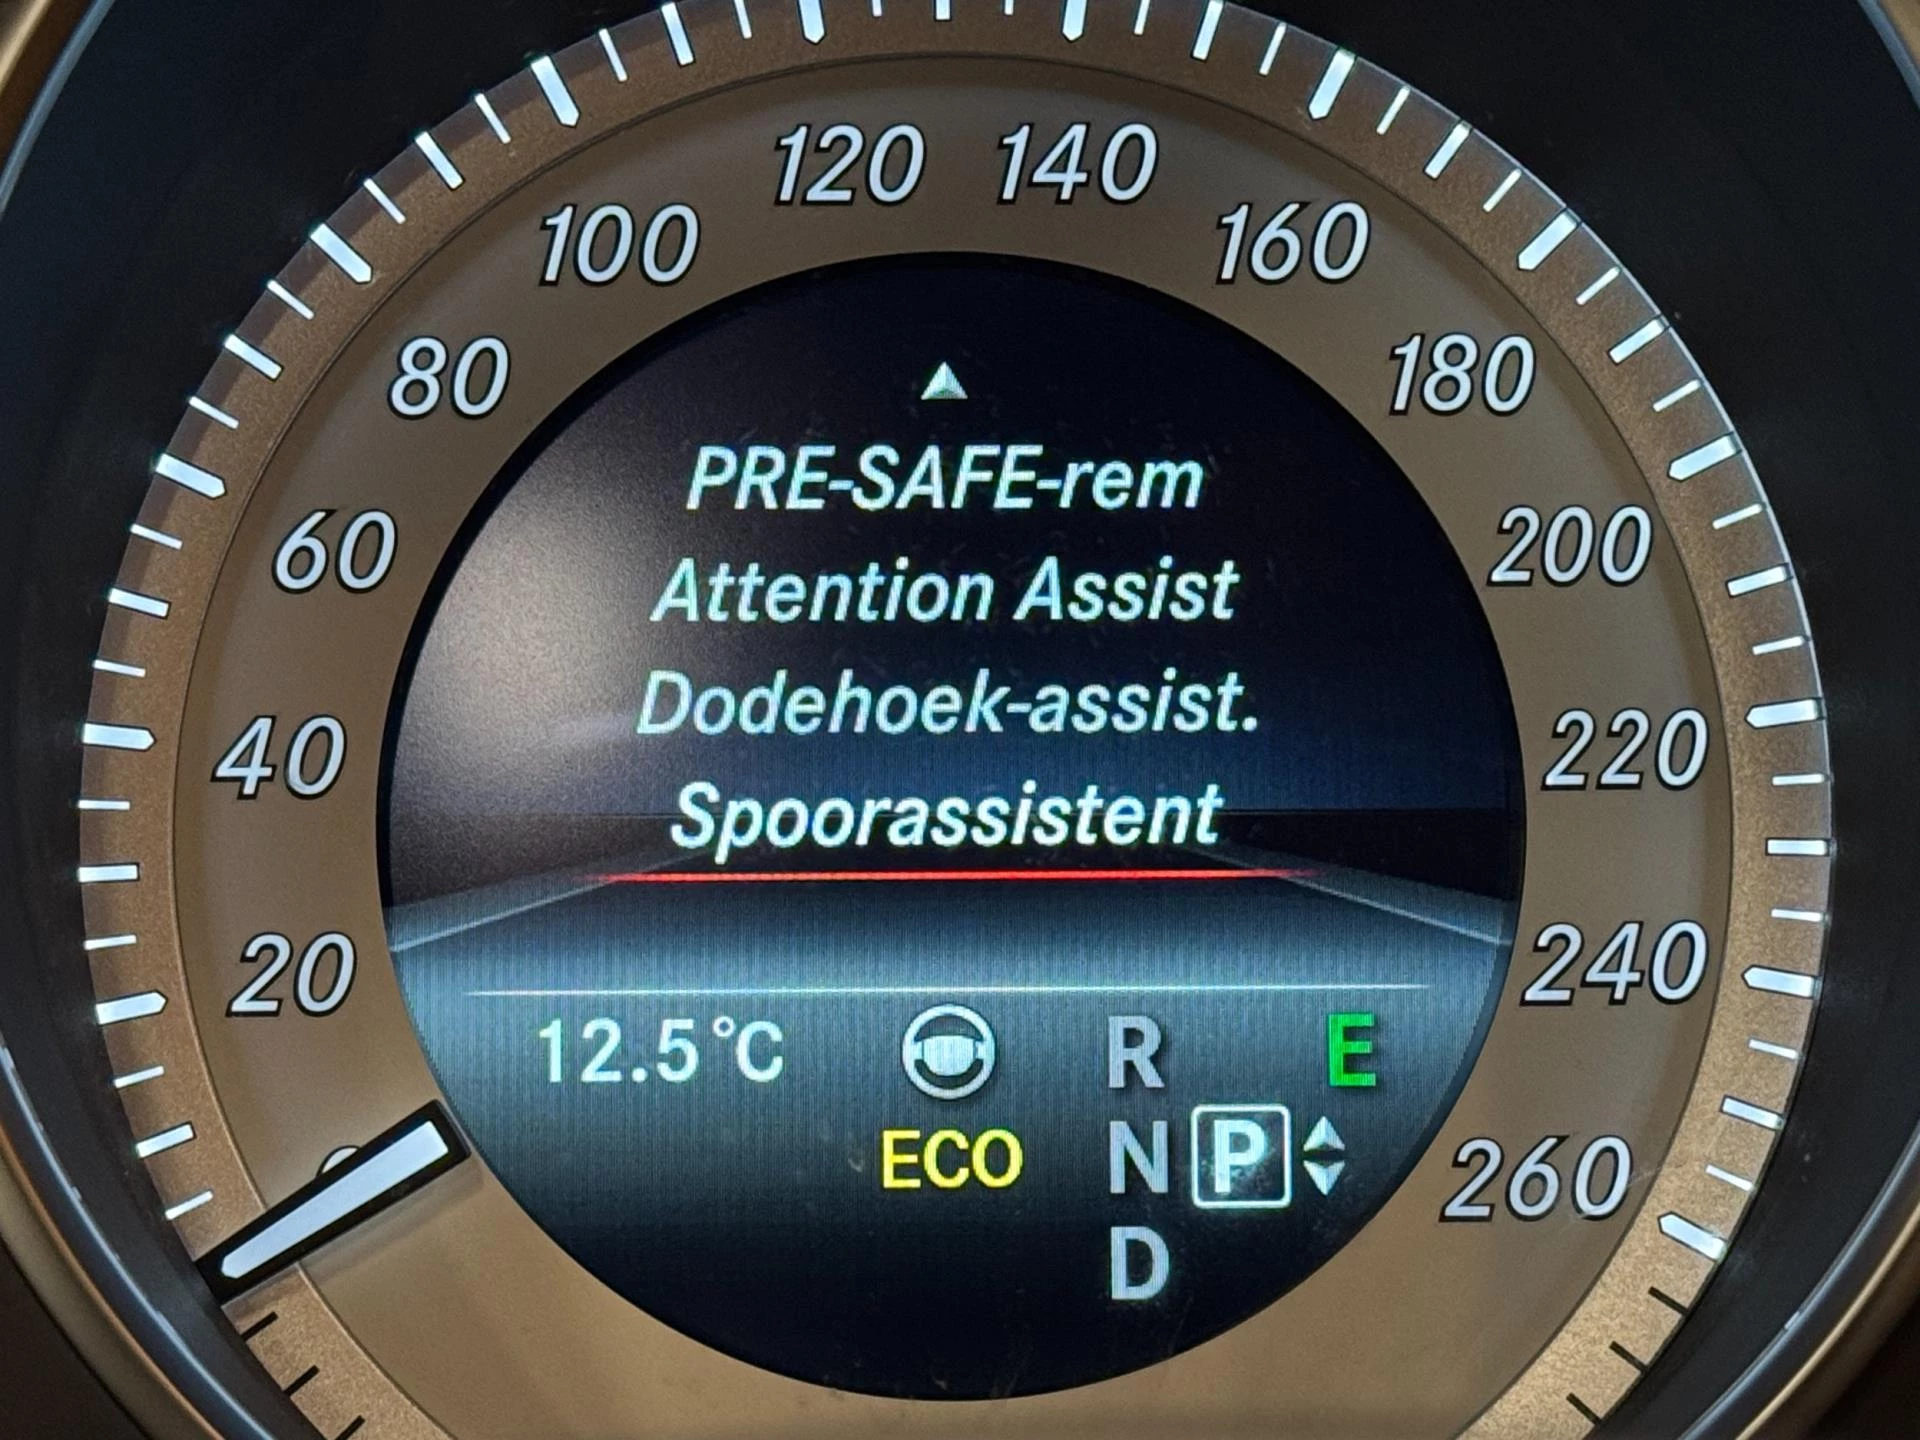 120 140
100 160
80 180
60 200
40 220
20 240
260
PRE-SAFE-rem
Attention Assist
Dodehoek-assist.
Spoorassistent
12.5°C
R E
ECO N P
D